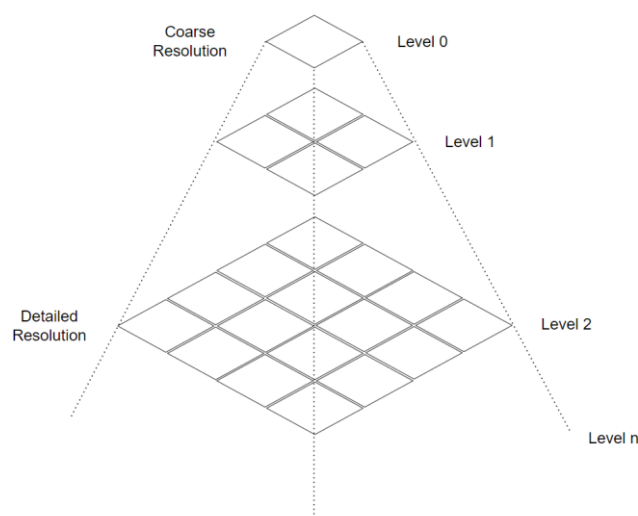 Coarse
Resolution
Level 0
Level 1
Detailed
Resolution
Level 2
Level n